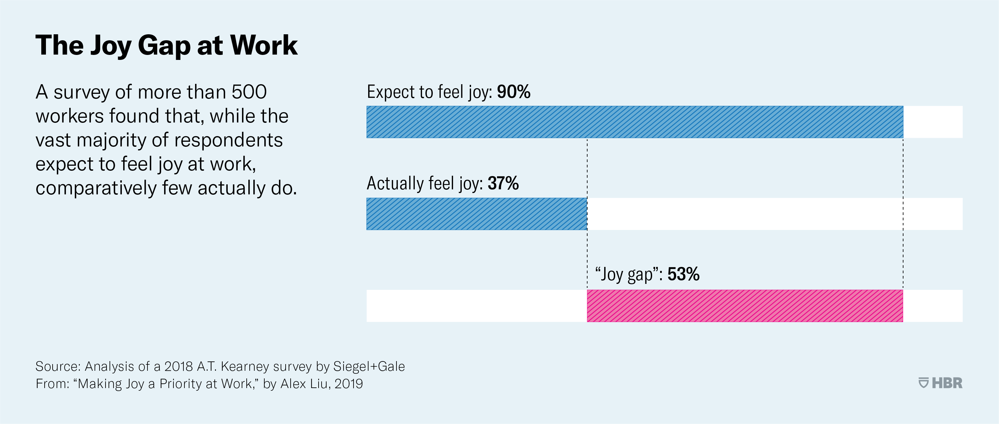 The Joy Gap at Work
A survey of more than 500
workers found that, while the
vast majority of respondents
expect to feel joy at work,
comparatively few actually do.
Expect to feel joy: 90%
Actually feel joy: 37%
“Joy gap”: 53%
Source: Analysis of a 2018 A.T. Kearney survey by Siegel+Gale
From: “Making Joy a Priority at Work,” by Alex Liu, 2019
HBR